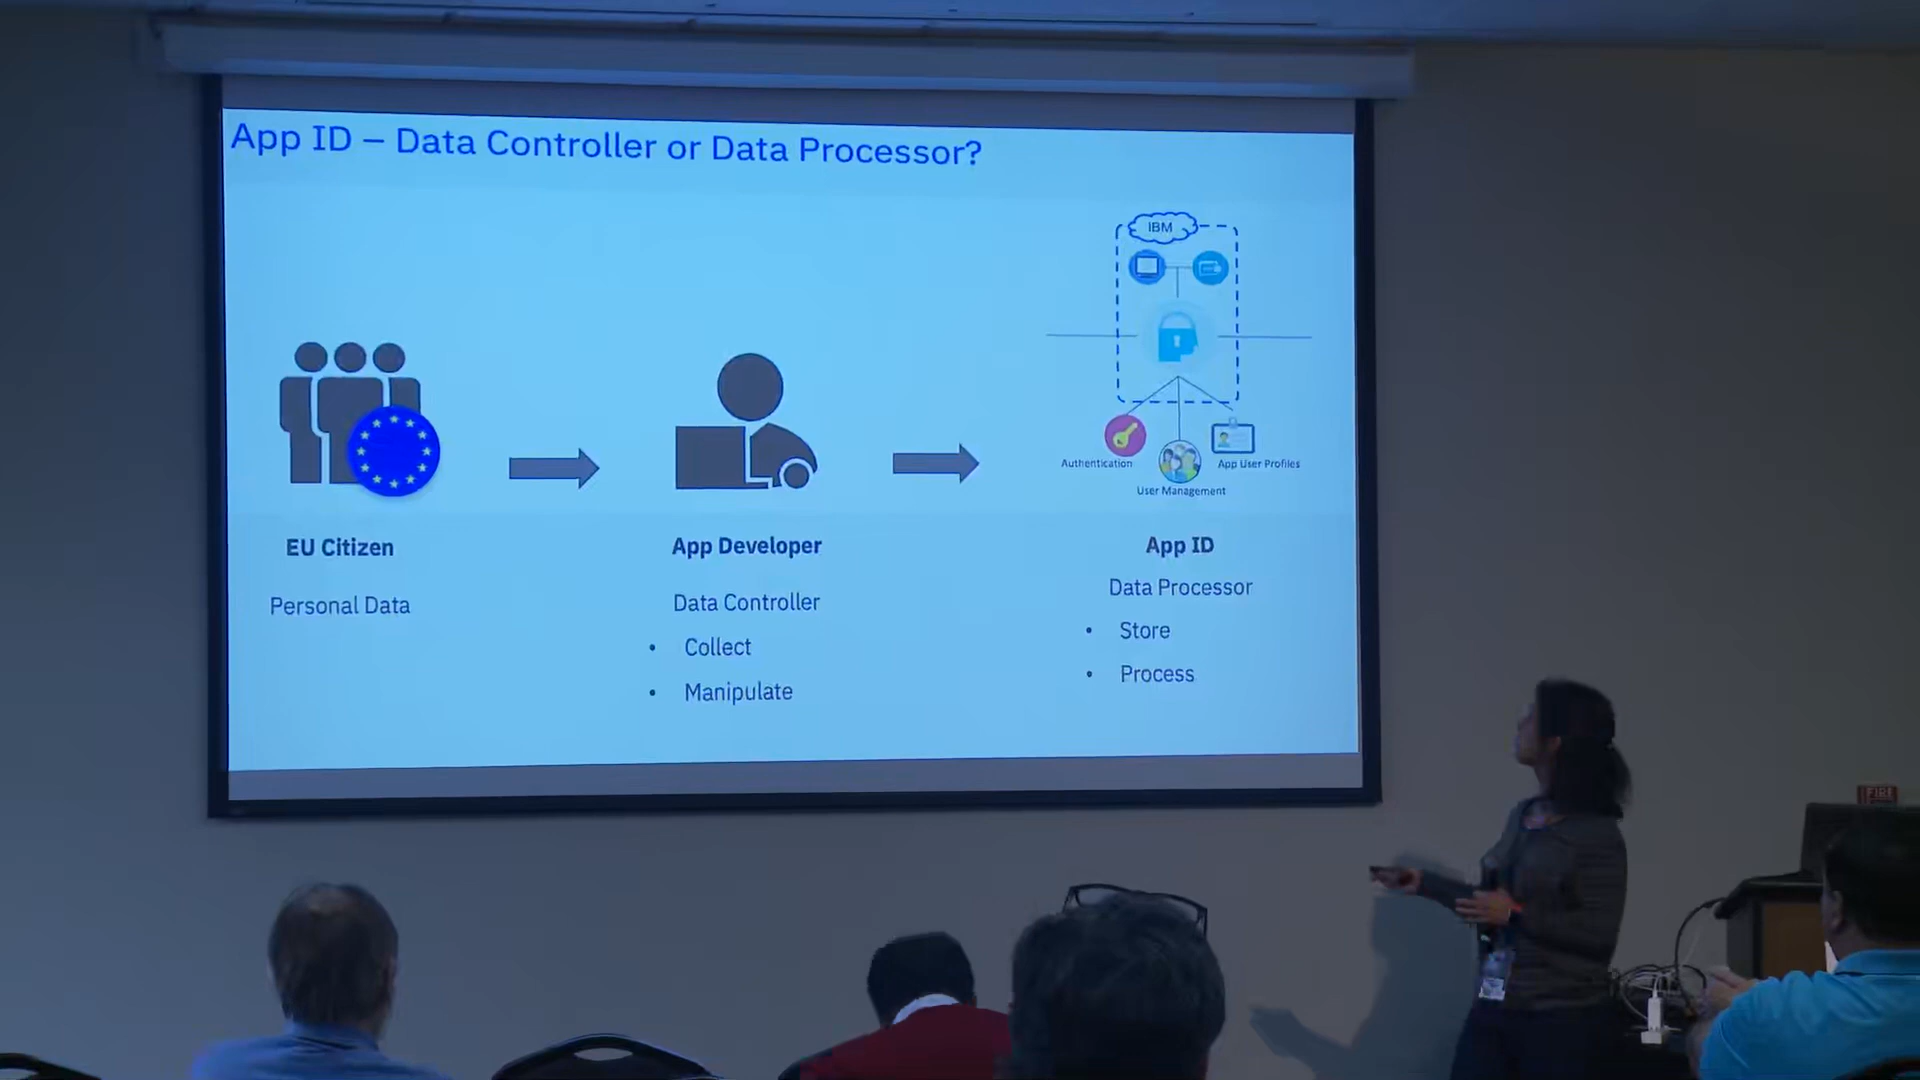 App ID – Data Controller or Data Processor?
IBM
Authentication
App User Profiles
User Management
EU Citizen
Personal Data
App Developer
Data Controller
• Collect
• Manipulate
App ID
Data Processor
• Store
• Process
FIRE